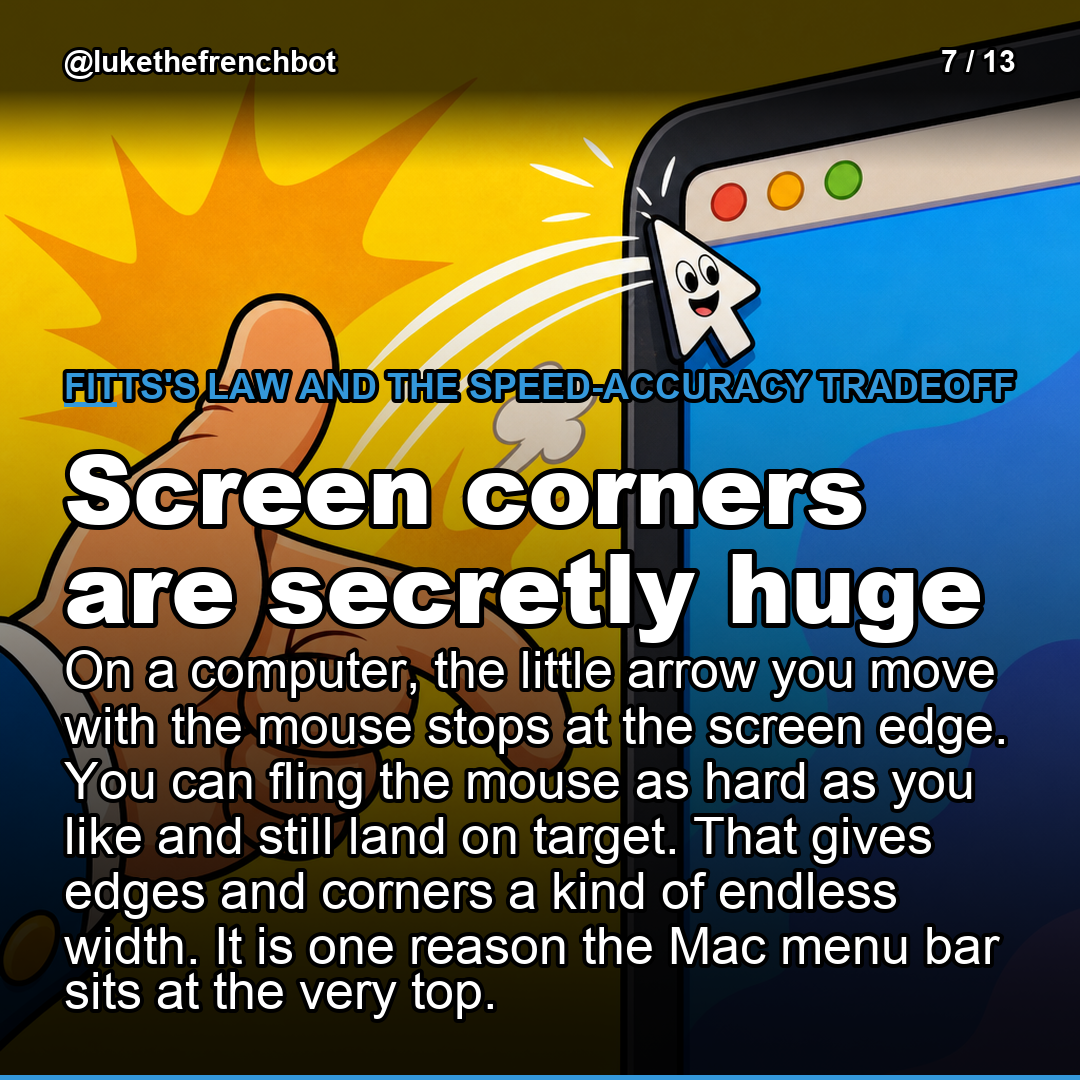 @lukethefrenchbot
7 / 13
FITTS'S LAW AND THE SPEED-ACCURACY TRADEOFF
Screen corners
are secretly huge
On a computer, the little arrow you move
with the mouse stops at the screen edge.
You can fling the mouse as hard as you
like and still land on target. That gives
edges and corners a kind of endless
width. It is one reason the Mac menu bar
sits at the very top.